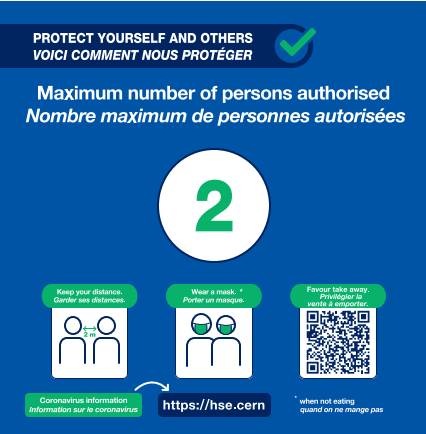 PROTECT YOURSELF AND OTHERS
VOICI COMMENT NOUS PROTÉGER
Maximum number of persons authorised
Nombre maximum de personnes autorisées
2
Keep your distance.
Garder ses distances.
2 m
Wear a mask. *
Porter un masque.
Favour take away.
Privilégier la
vente à emporter.
Coronavirus information
Information sur le coronavirus
https://hse.cern
* when not eating
quand on ne mange pas